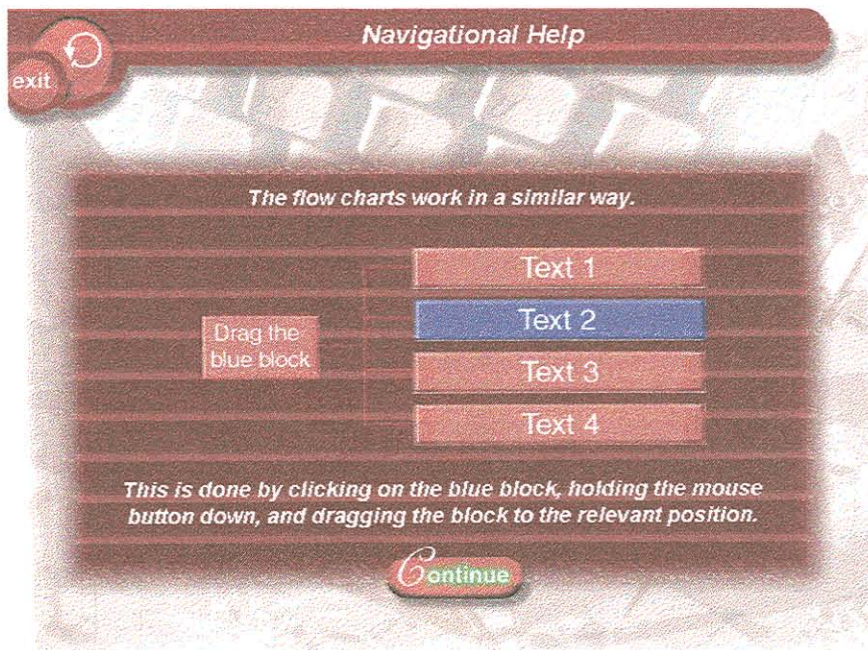 Navigational Help
exit
The flow charts work in a similar way.
Text 1
Text 2
Drag the
blue block
Text 3
Text 4
This is done by clicking on the blue block, holding the mouse
button down, and dragging the block to the relevant position.
Continue